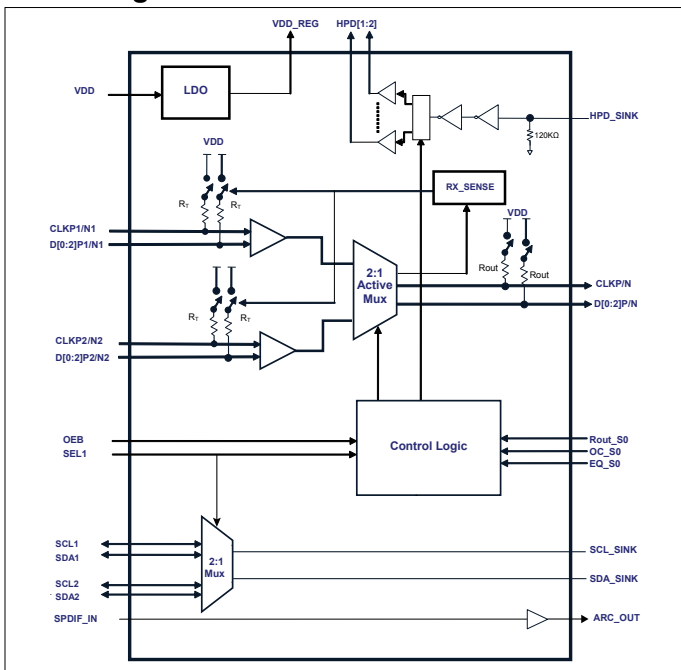 VDD_REG
HPD[1:2]
VDD
LDO
HPD_SINK
120KΩ
VDD
RX_SENSE
RT
RT
VDD
CLKP1/N1
D[0:2]P1/N1
2:1
Active
Mux
Rout
Rout
CLKP/N
D[0:2]P/N
RT
RT
CLKP2/N2
D[0:2]P2/N2
OEB
SEL1
Control Logic
Rout_S0
OC_S0
EQ_S0
SCL1
SDA1
SCL2
SDA2
2:1
Mux
SCL_SINK
SDA_SINK
SPDIF_IN
ARC_OUT